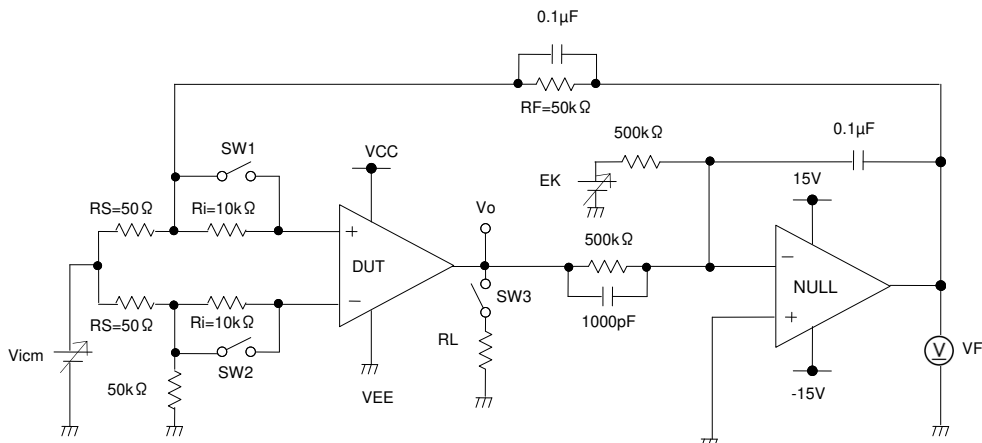 0.1μF
RF=50kΩ
500kΩ
0.1μF
SW1
VCC
EK
15V
RS=50Ω
Ri=10kΩ
Vo
500kΩ
DUT
NULL
SW3
RS=50Ω
Ri=10kΩ
1000pF
Vicm
SW2
RL
V
VF
50kΩ
VEE
-15V
+
−
−
+